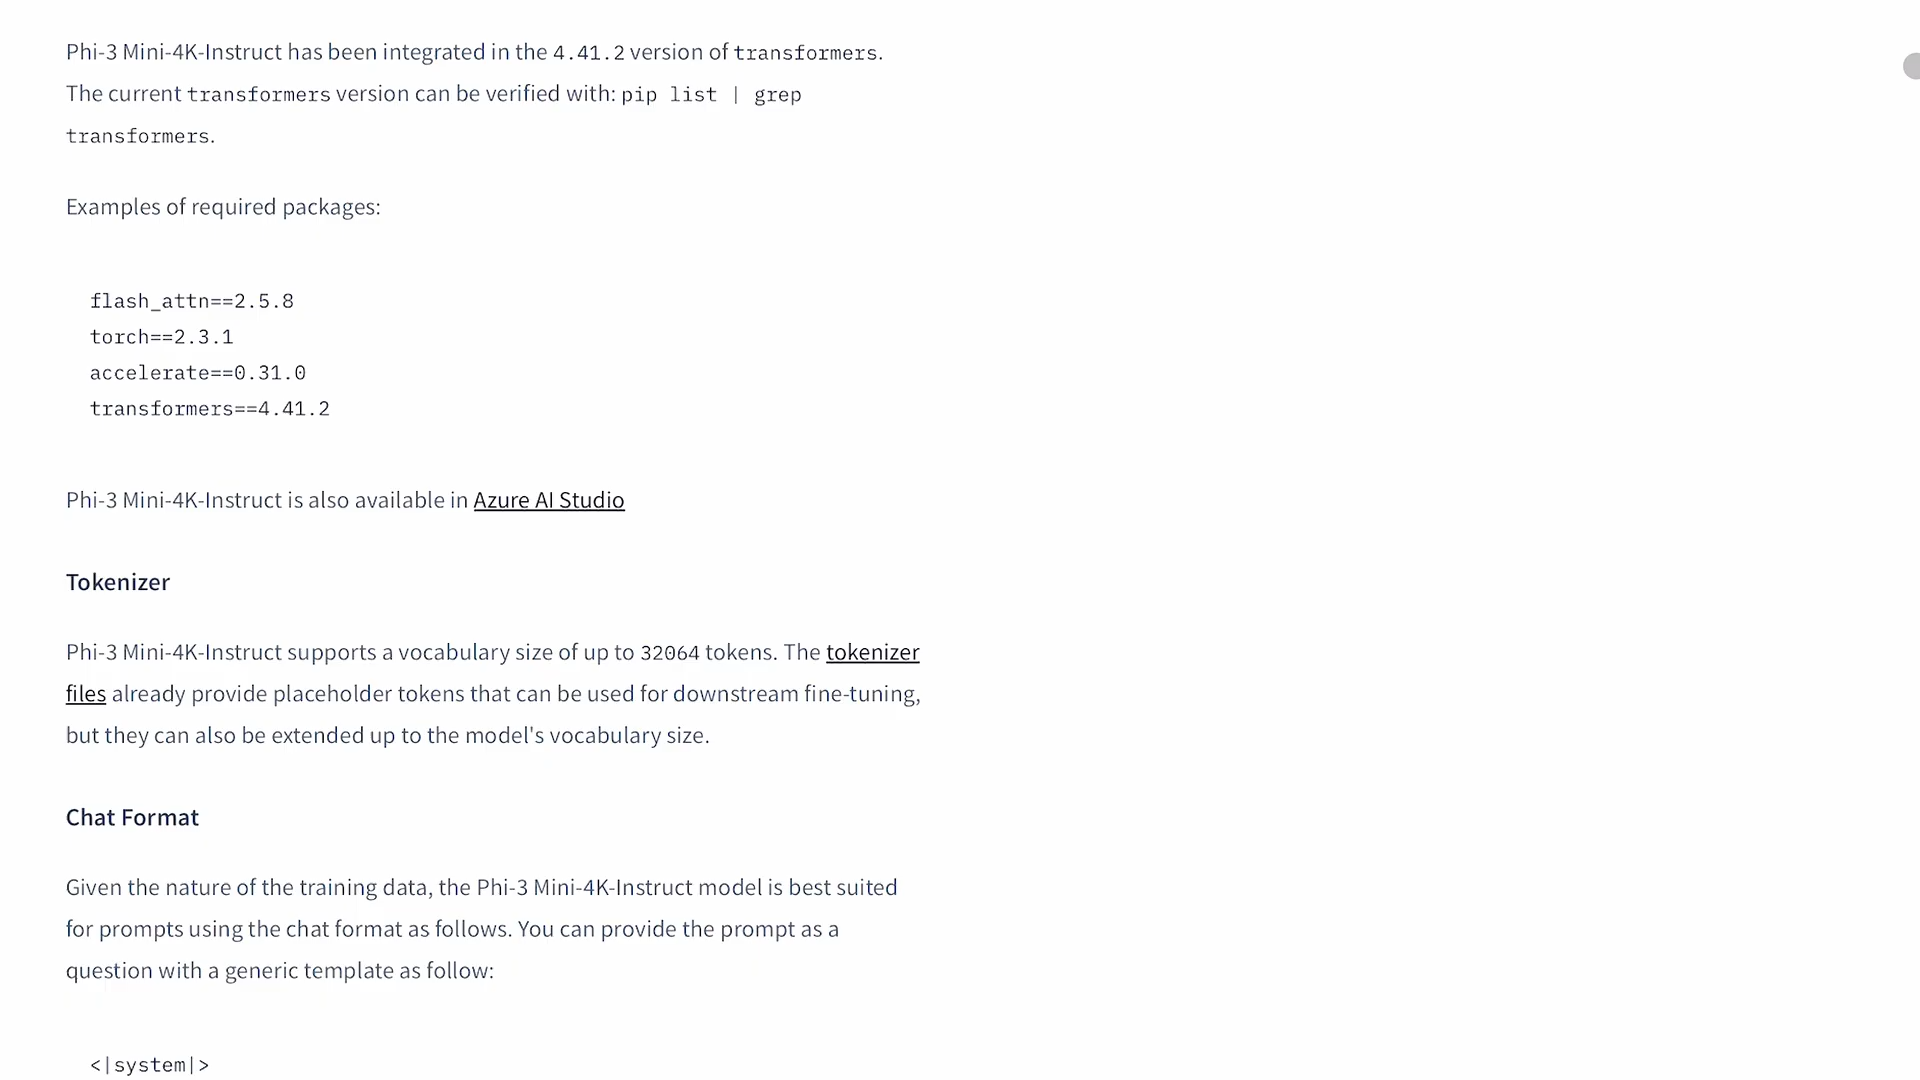 Phi-3 Mini-4K-Instruct has been integrated in the 4.41.2 version of transformers.
The current transformers version can be verified with: pip list | grep
transformers.
Examples of required packages:
flash_attn==2.5.8
torch==2.3.1
accelerate==0.31.0
transformers==4.41.2
Phi-3 Mini-4K-Instruct is also available in Azure AI Studio
Tokenizer
Phi-3 Mini-4K-Instruct supports a vocabulary size of up to 32064 tokens. The tokenizer
files already provide placeholder tokens that can be used for downstream fine-tuning,
but they can also be extended up to the model's vocabulary size.
Chat Format
Given the nature of the training data, the Phi-3 Mini-4K-Instruct model is best suited
for prompts using the chat format as follows. You can provide the prompt as a
question with a generic template as follow:
<|system|>